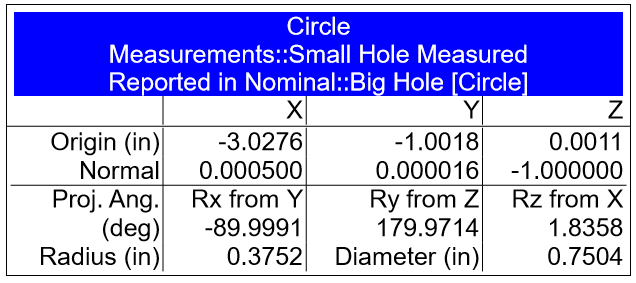 Circle
Measurements::Small Hole Measured
Reported in Nominal::Big Hole [Circle]
X Y Z
Origin (in) -3.0276 -1.0018 0.0011
Normal 0.000500 0.000016 -1.000000
Proj. Ang. Rx from Y Ry from Z Rz from X
(deg) -89.9991 179.9714 1.8358
Radius (in) 0.3752 Diameter (in) 0.7504